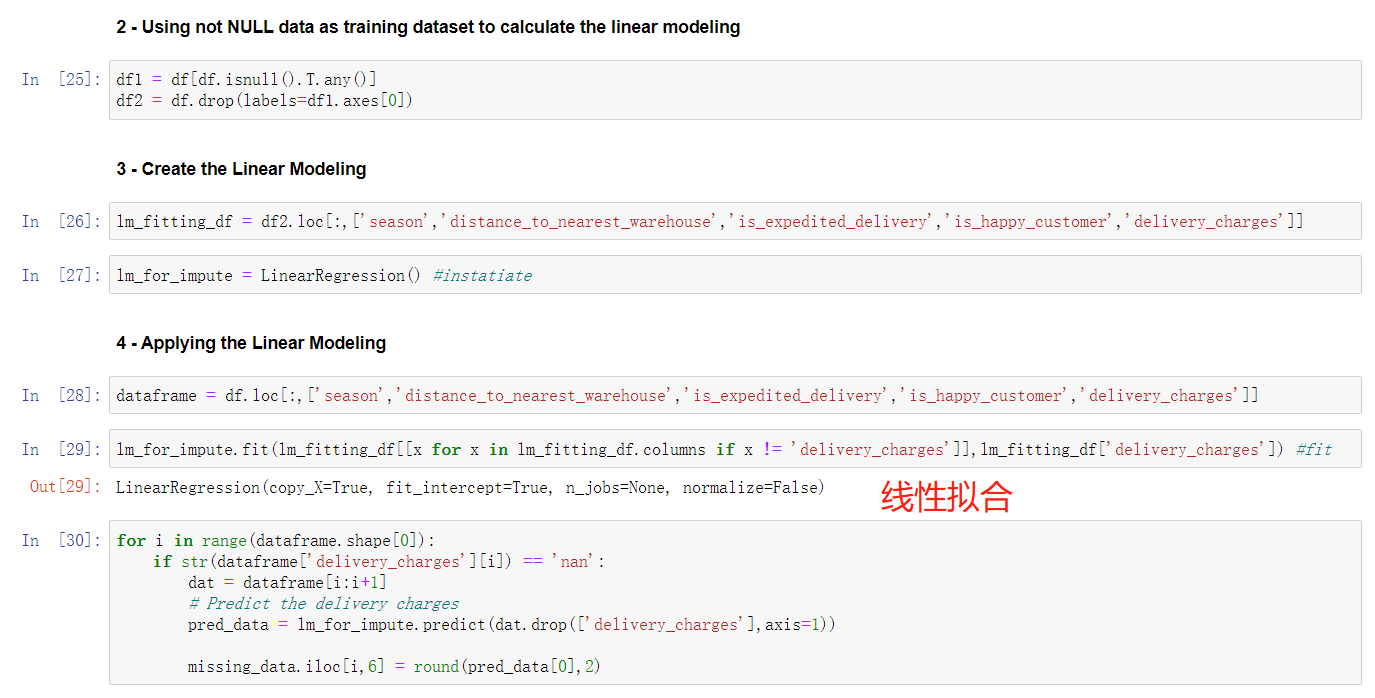 2 - Using not NULL data as training dataset to calculate the linear modeling
In [25]: df1 = df[df.isnull().T.any()]
df2 = df.drop(labels=df1.axes[0])
3 - Create the Linear Modeling
In [26]: lm_fitting_df = df2.loc[:,['season','distance_to_nearest_warehouse','is_expedited_delivery','is_happy_customer','delivery_charges']]
In [27]: lm_for_impute = LinearRegression() #instatiate
4 - Applying the Linear Modeling
In [28]: dataframe = df.loc[:,['season','distance_to_nearest_warehouse','is_expedited_delivery','is_happy_customer','delivery_charges']]
In [29]: lm_for_impute.fit(lm_fitting_df[[x for x in lm_fitting_df.columns if x != 'delivery_charges']],lm_fitting_df['delivery_charges']) #fit
Out[29]: LinearRegression(copy_X=True, fit_intercept=True, n_jobs=None, normalize=False)
线性拟合
In [30]: for i in range(dataframe.shape[0]):
if str(dataframe['delivery_charges'][i]) == 'nan':
dat = dataframe[i:i+1]
# Predict the delivery charges
pred_data = lm_for_impute.predict(dat.drop(['delivery_charges'],axis=1))
missing_data.iloc[i,6] = round(pred_data[0],2)